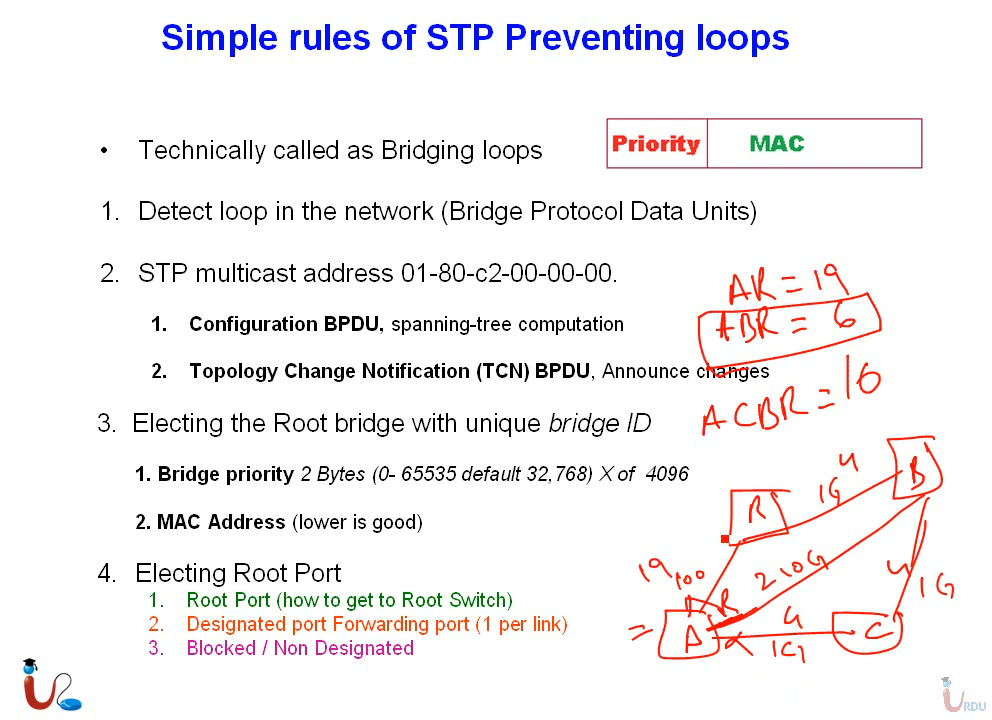 Simple rules of STP Preventing loops
Priority MAC
• Technically called as Bridging loops
1. Detect loop in the network (Bridge Protocol Data Units)
2. STP multicast address 01-80-c2-00-00-00.
1. Configuration BPDU, spanning-tree computation
2. Topology Change Notification (TCN) BPDU, Announce changes
3. Electing the Root bridge with unique bridge ID
1. Bridge priority 2 Bytes (0- 65535 default 32,768) X of 4096
2. MAC Address (lower is good)
4. Electing Root Port
1. Root Port (how to get to Root Switch)
2. Designated port Forwarding port (1 per link)
3. Blocked / Non Designated
AR = 19
ABR = 6
ACBR = 16
B
4
1G
R
19 100
2 10G
4
1G
R
= A
4
1G
C
URDU